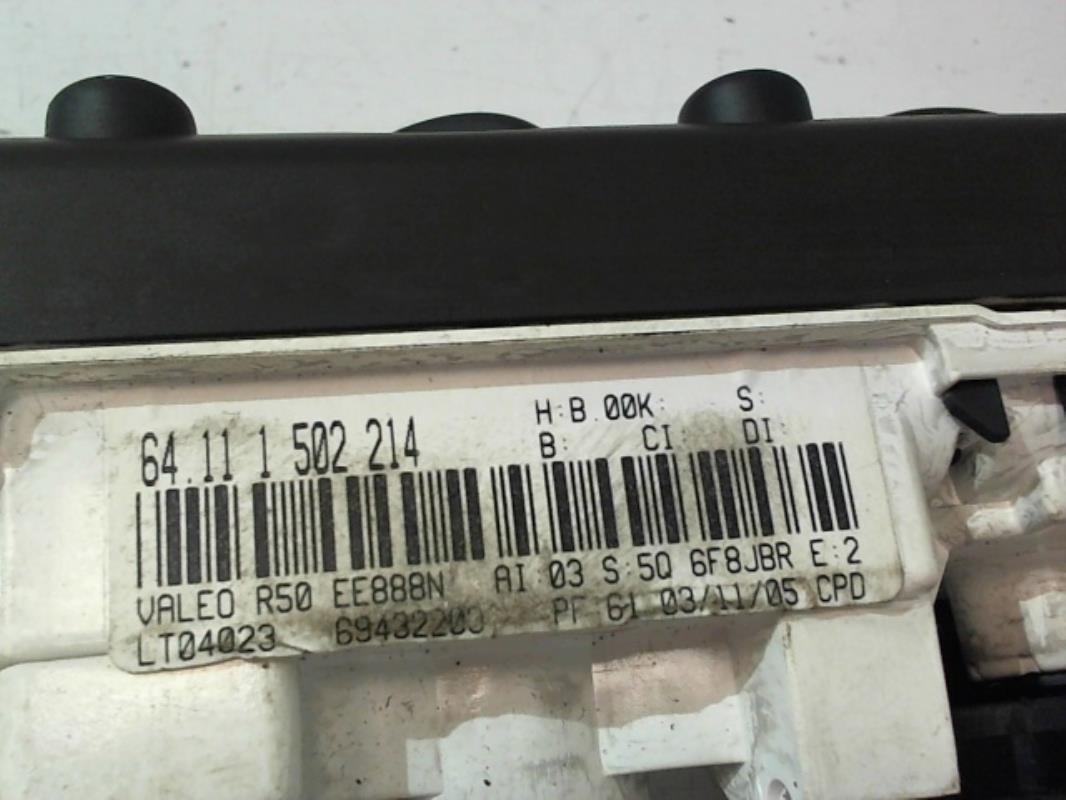 64.11 1 502 214
H:B.00K: S:
B: CI: DI:
VALEO R50 EE888N AI:03 S:5Q 6F8JBR E:2
LT04023 69432203 PF 61 03/11/05 CPD